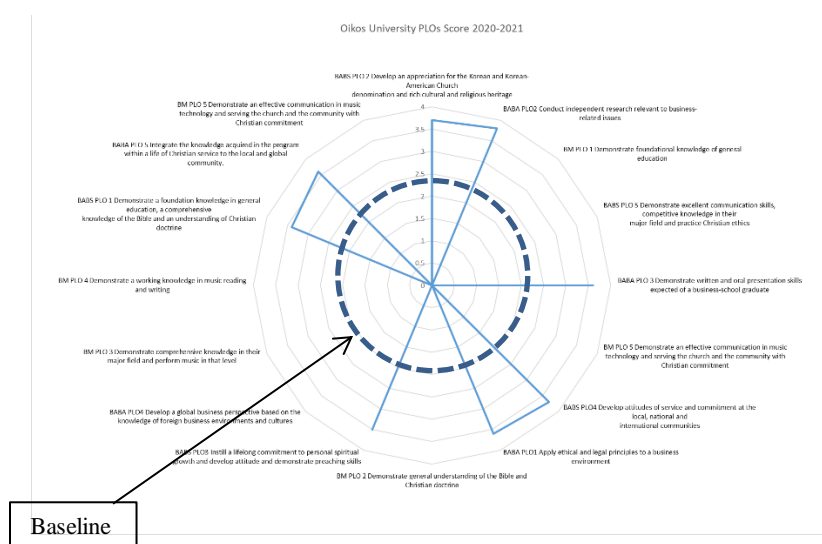 Oikos University PLOs Score 2020-2021
BABS PLO 2 Develop an appreciation for the Korean and Korean-
American Church
denomination and rich cultural and religious heritage
BABA PLO2 Conduct independent research relevant to business-
related issues
BM PLO 1 Demonstrate foundational knowledge of general
education
BABS PLO 5 Demonstrate excellent communication skills,
competitive knowledge in their
major field and practice Christian ethics
BABA PLO 3 Demonstrate written and oral presentation skills
expected of a business-school graduate
BM PLO 5 Demonstrate an effective communication in music
technology and serving the church and the community with
Christian commitment
BABS PLO4 Develop attitudes of service and commitment at the
local, national and
international communities
BABA PLO1 Apply ethical and legal principles to a business
environment
BM PLO 2 Demonstrate general understanding of the Bible and
Christian doctrine
BABS PLO3 Instill a lifelong commitment to personal spiritual
growth and develop attitude and demonstrate preaching skills
BABA PLO4 Develop a global business perspective based on the
knowledge of foreign business environments and cultures
BM PLO 3 Demonstrate comprehensive knowledge in their
major field and perform music in that level
BM PLO 4 Demonstrate a working knowledge in music reading
and writing
BABS PLO 1 Demonstrate a foundation knowledge in general
education, a comprehensive
knowledge of the Bible and an understanding of Christian
doctrine
BABA PLO 5 Integrate the knowledge acquired in the program
within a life of Christian service to the local and global
community.
BM PLO 5 Demonstrate an effective communication in music
technology and serving the church and the community with
Christian commitment
4
3.5
3
2.5
2
1.5
1
0.5
0
Baseline